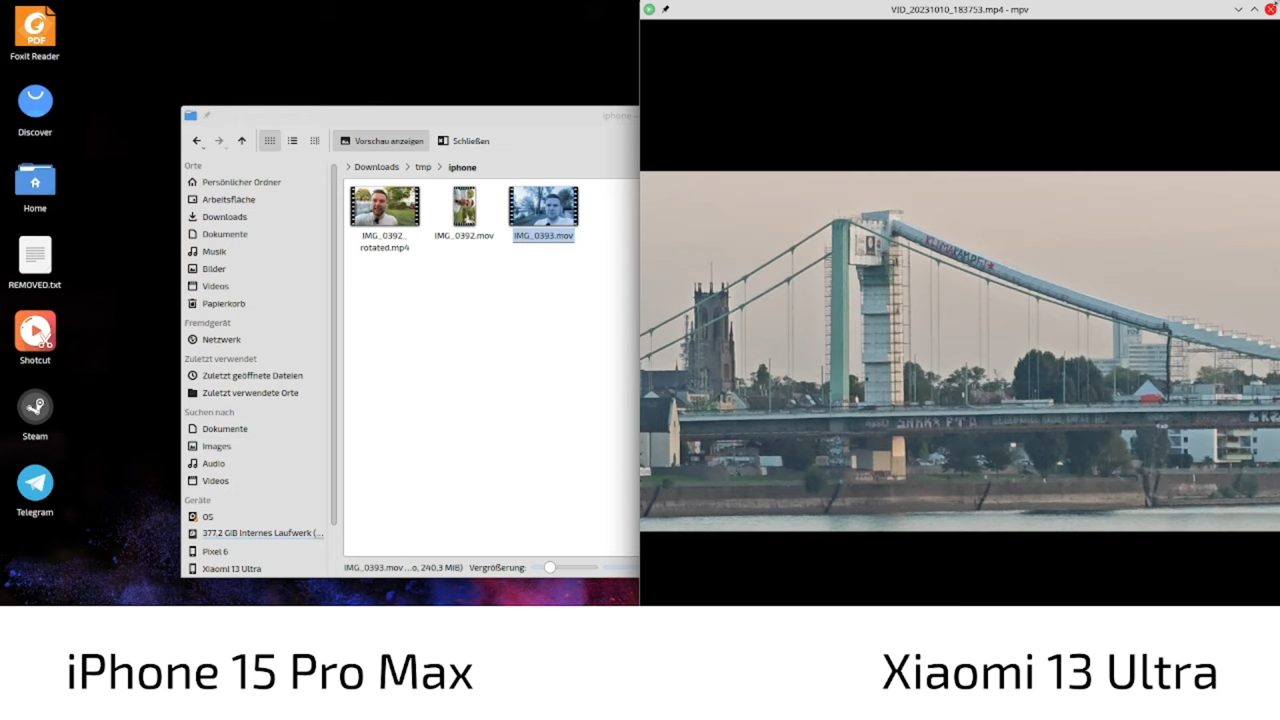 Foxit Reader
Discover
Home
REMOVED.txt
Shotcut
Steam
Telegram
PDF
iphone –
Vorschau anzeigen
Schließen
Downloads > tmp > iphone
Orte
Persönlicher Ordner
Arbeitsfläche
Downloads
Dokumente
Musik
Bilder
Videos
Papierkorb
Fremdgerät
Netzwerk
Zuletzt verwendet
Zuletzt geöffnete Dateien
Zuletzt verwendete Orte
Suchen nach
Dokumente
Images
Audio
Videos
Geräte
OS
377,2 GiB Internes Laufwerk (...
Pixel 6
Xiaomi 13 Ultra
IMG_0392_
rotated.mp4
IMG_0392.mov
IMG_0393.mov
IMG_0393.mov ...o, 240,3 MiB)
Vergrößerung:
VID_20231010_183753.mp4 - mpv
KLIMAKAMPF
iPhone 15 Pro Max
Xiaomi 13 Ultra